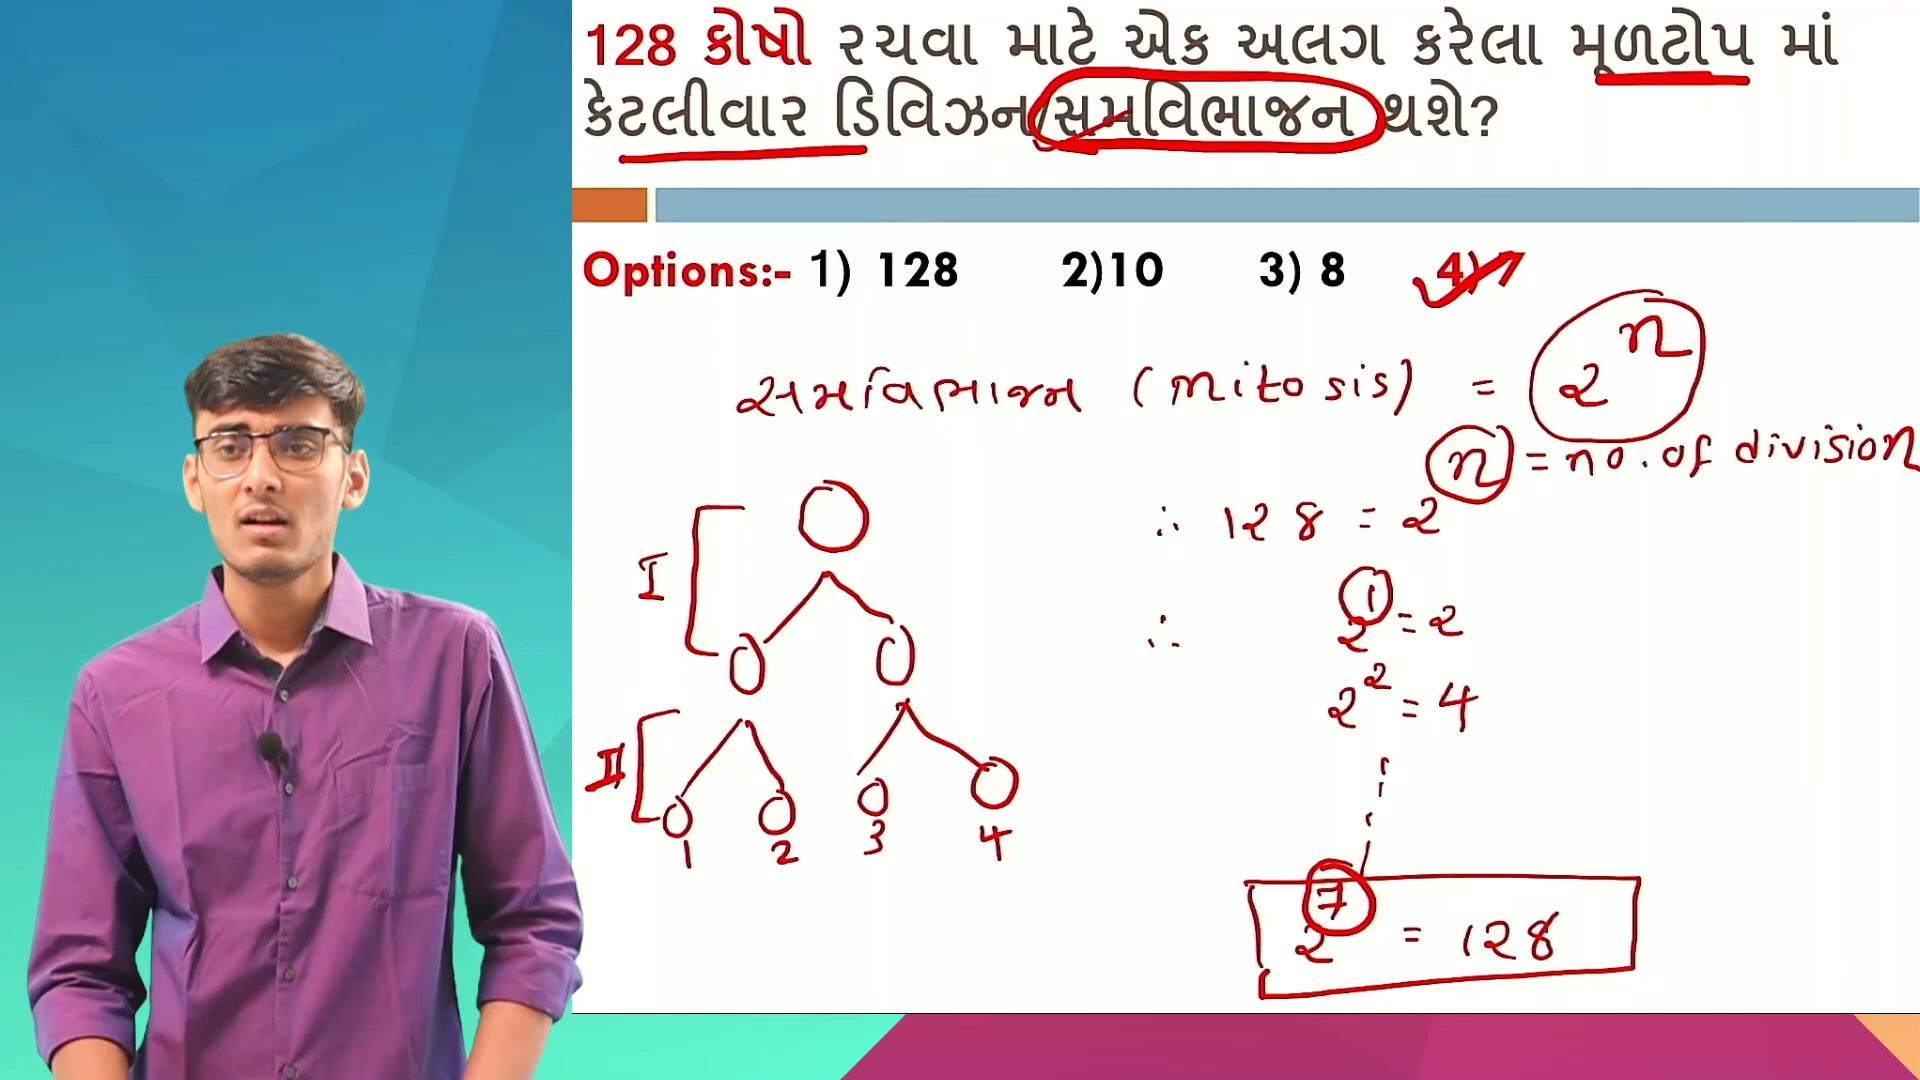 128 કોષો રચવા માટે એક અલગ કરેલા મૂળટોપ માં
કેટલીવાર ડિવિઝન/સમવિભાજન થશે?
Options:- 1) 128 2)10 3) 8 4) 7
સમવિભાજન (mitosis) = 2^n
n = no. of division
∴ 128 = 2
I
∴ 2^1 = 2
2^2 = 4
II
1 2 3 4
2^7 = 128